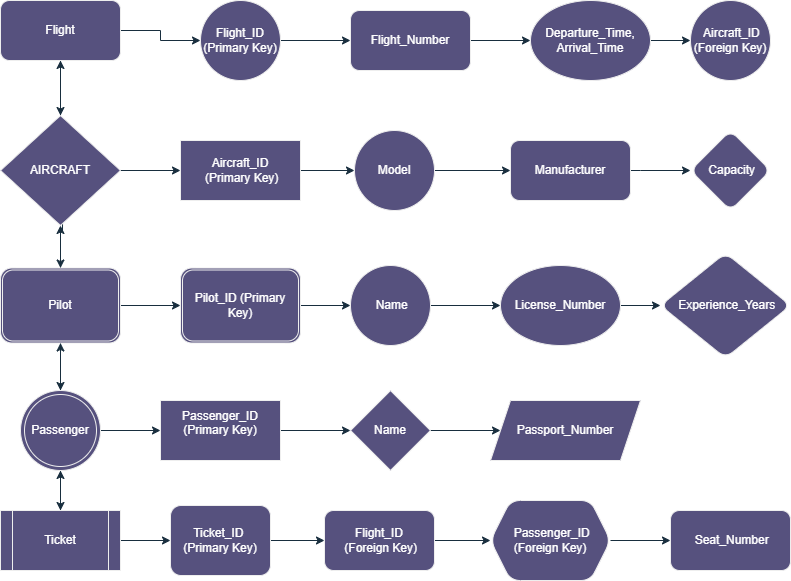 Flight
Flight_ID
(Primary Key)
Flight_Number
Departure_Time,
Arrival_Time
Aircraft_ID
(Foreign Key)
AIRCRAFT
Aircraft_ID
(Primary Key)
Model
Manufacturer
Capacity
Pilot
Pilot_ID (Primary
Key)
Name
License_Number
Experience_Years
Passenger
Passenger_ID
(Primary Key)
Name
Passport_Number
Ticket
Ticket_ID
(Primary Key)
Flight_ID
(Foreign Key)
Passenger_ID
(Foreign Key)
Seat_Number